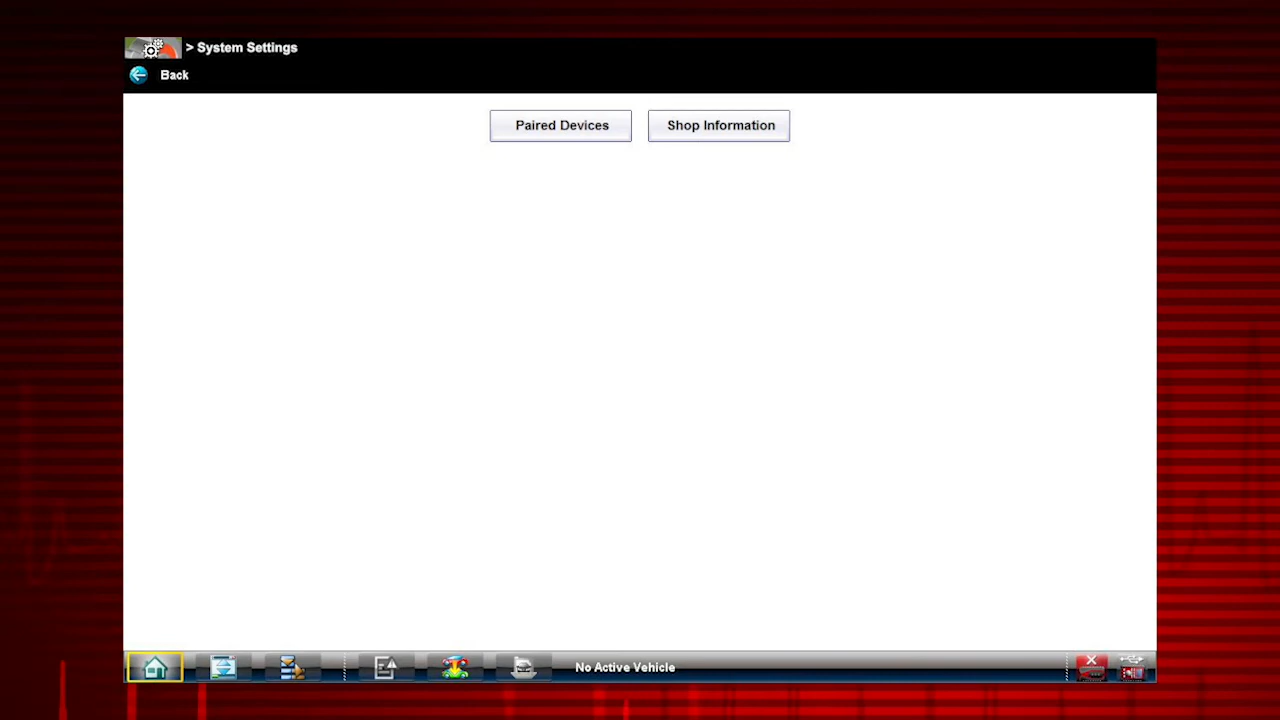 > System Settings
Back
Paired Devices
Shop Information
No Active Vehicle